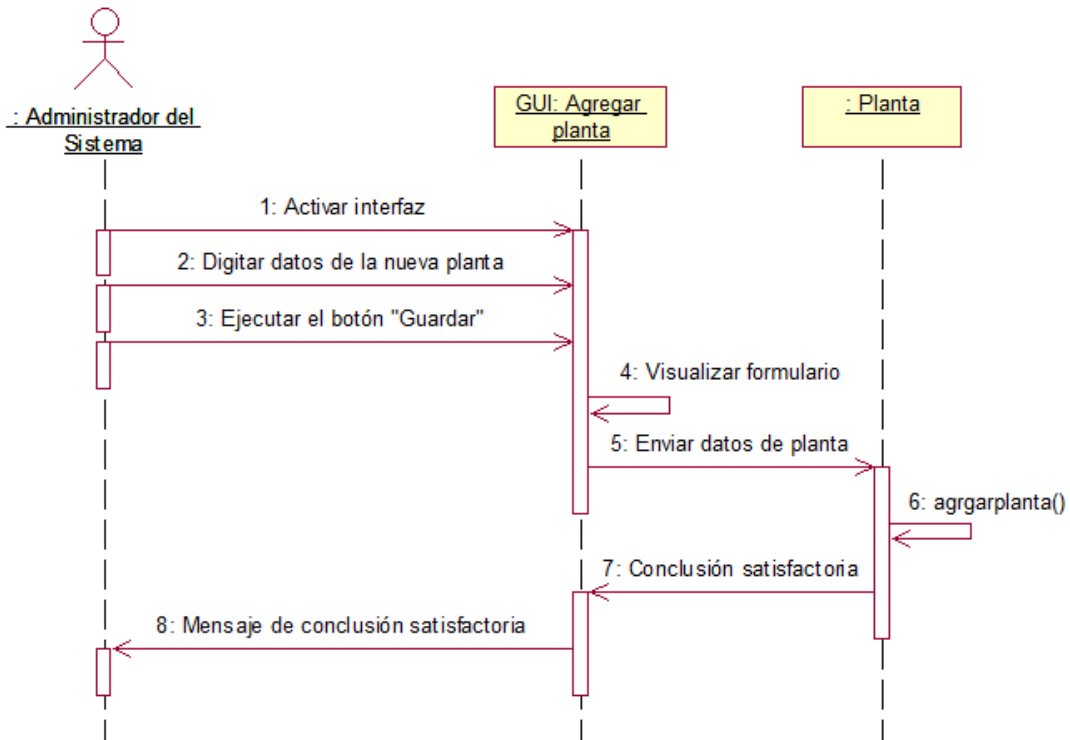 : Administrador del
Sistema
GUI: Agregar
planta
: Planta
1: Activar interfaz
2: Digitar datos de la nueva planta
3: Ejecutar el botón "Guardar"
4: Visualizar formulario
5: Enviar datos de planta
6: agrgarplanta()
7: Conclusión satisfactoria
8: Mensaje de conclusión satisfactoria